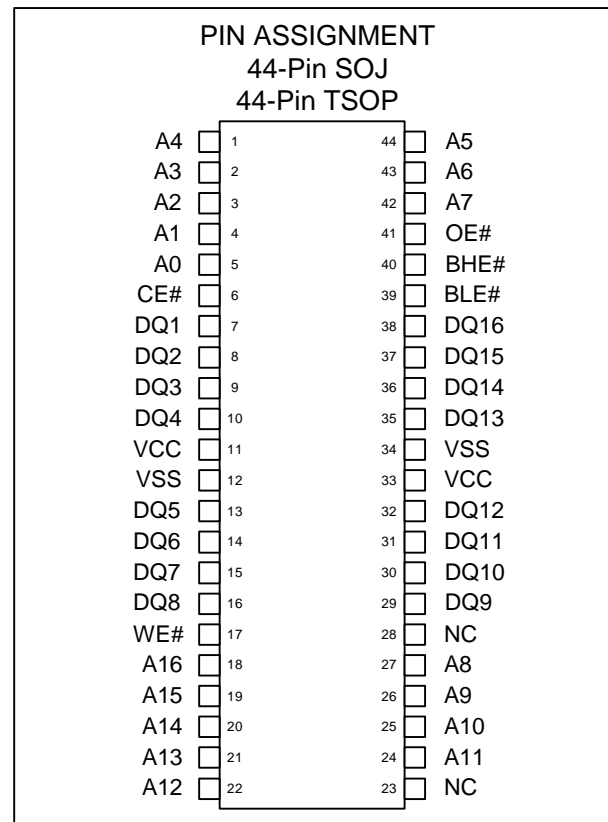 PIN ASSIGNMENT
44-Pin SOJ
44-Pin TSOP
A4 1 44 A5
A3 2 43 A6
A2 3 42 A7
A1 4 41 OE#
A0 5 40 BHE#
CE# 6 39 BLE#
DQ1 7 38 DQ16
DQ2 8 37 DQ15
DQ3 9 36 DQ14
DQ4 10 35 DQ13
VCC 11 34 VSS
VSS 12 33 VCC
DQ5 13 32 DQ12
DQ6 14 31 DQ11
DQ7 15 30 DQ10
DQ8 16 29 DQ9
WE# 17 28 NC
A16 18 27 A8
A15 19 26 A9
A14 20 25 A10
A13 21 24 A11
A12 22 23 NC